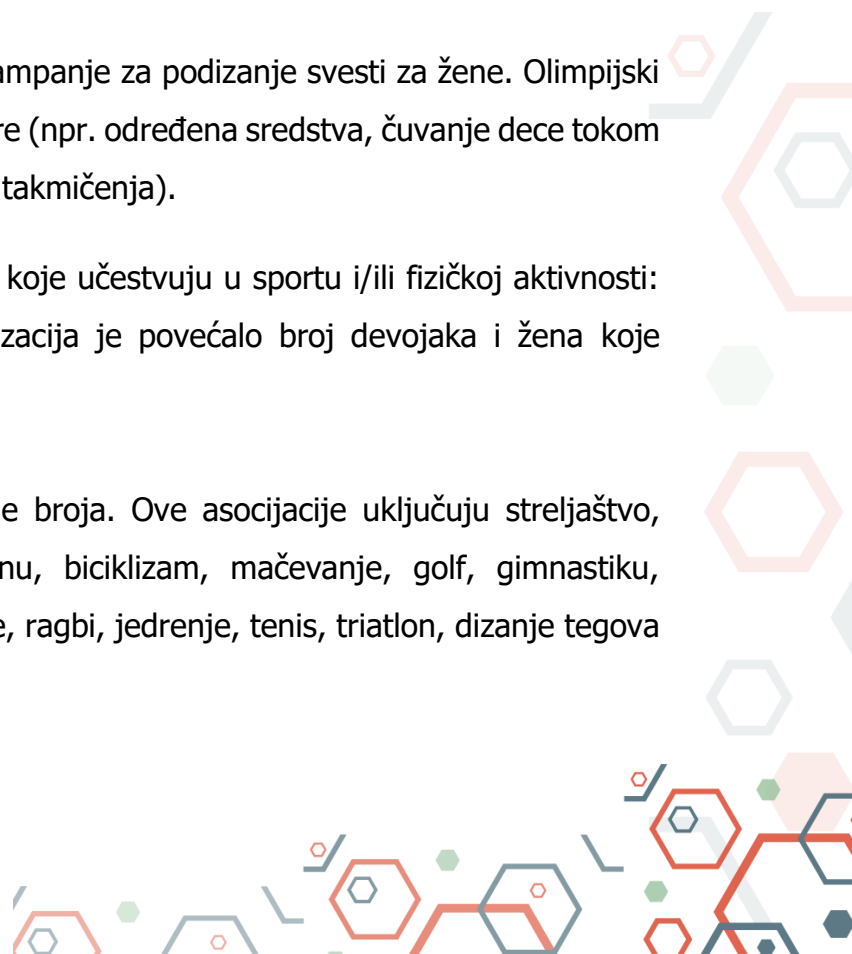 ampanje za podizanje svesti za žene. Olimpijski
re (npr. određena sredstva, čuvanje dece tokom
takmičenja).
koje učestvuju u sportu i/ili fizičkoj aktivnosti:
zacija je povećalo broj devojaka i žena koje
e broja. Ove asocijacije uključuju streljaštvo,
nu, biciklizam, mačevanje, golf, gimnastiku,
e, ragbi, jedrenje, tenis, triatlon, dizanje tegova